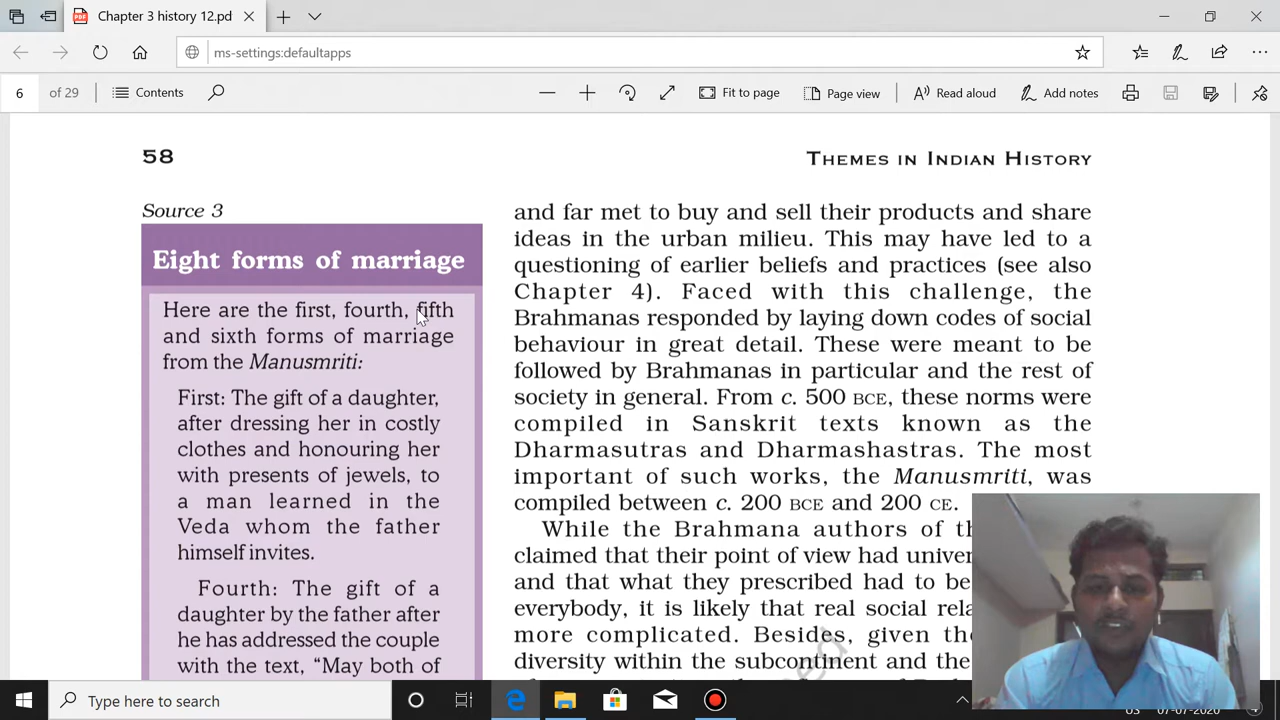 Chapter 3 history 12.pd
ms-settings:defaultapps
6 of 29 Contents Fit to page Page view Read aloud Add notes
58
THEMES IN INDIAN HISTORY
Source 3
Eight forms of marriage
Here are the first, fourth, fifth
and sixth forms of marriage
from the Manusmriti:
First: The gift of a daughter,
after dressing her in costly
clothes and honouring her
with presents of jewels, to
a man learned in the
Veda whom the father
himself invites.
Fourth: The gift of a
daughter by the father after
he has addressed the couple
with the text, “May both of
and far met to buy and sell their products and share
ideas in the urban milieu. This may have led to a
questioning of earlier beliefs and practices (see also
Chapter 4). Faced with this challenge, the
Brahmanas responded by laying down codes of social
behaviour in great detail. These were meant to be
followed by Brahmanas in particular and the rest of
society in general. From c. 500 BCE, these norms were
compiled in Sanskrit texts known as the
Dharmasutras and Dharmashastras. The most
important of such works, the Manusmriti, was
compiled between c. 200 BCE and 200 CE.
While the Brahmana authors of th
claimed that their point of view had univer
and that what they prescribed had to be
everybody, it is likely that real social rela
more complicated. Besides, given the
diversity within the subcontinent and the
Type here to search
07-07-2020